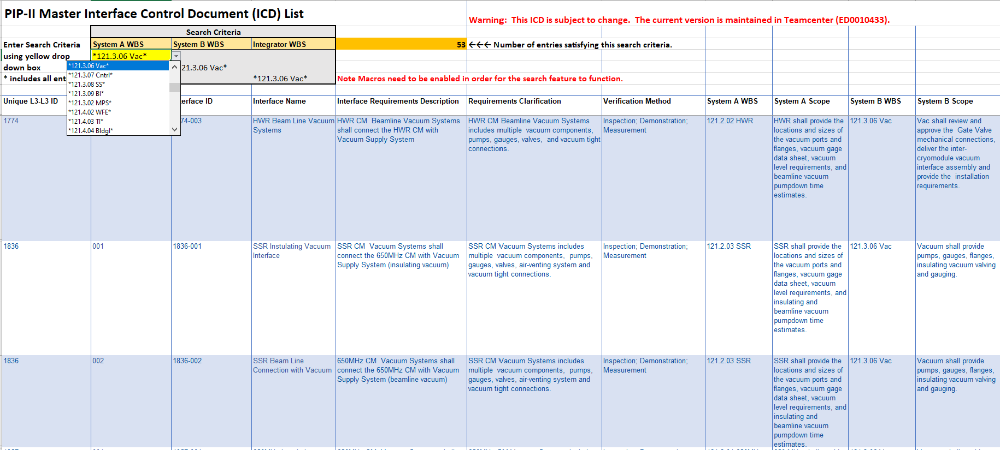 PIP-II Master Interface Control Document (ICD) List
Warning:  This ICD is subject to change.  The current version is maintained in Teamcenter (ED0010433).
Search Criteria
Enter Search Criteria
using yellow drop
down box
* includes all ent
System A WBS
System B WBS
Integrator WBS
53
<<< Number of entries satisfying this search criteria.
*121.3.06 Vac*
21.3.06 Vac*
*121.3.06 Vac*
Note Macros need to be enabled in order for the search feature to function.
*121.3.06 Vac*
*121.3.07 Cntrl*
*121.3.08 SS*
*121.3.09 BI*
*121.3.02 MPS*
*121.4.02 WFE*
*121.4.03 TI*
*121.4.04 Bldgl*
Unique L3-L3 ID
erface ID
Interface Name
Interface Requirements Description
Requirements Clarification
Verification Method
System A WBS
System A Scope
System B WBS
System B Scope
1774
74-003
HWR Beam Line Vacuum
Systems
HWR CM  Beamline Vacuum Systems
shall connect the HWR CM with
Vacuum Supply System
HWR CM Beamline Vacuum Systems
includes multiple  vacuum components,
pumps, gauges, valves,  and vacuum tight
connections.
Inspection; Demonstration;
Measurement
121.2.02 HWR
HWR shall provide the
locations and sizes of
the vacuum ports and
flanges, vacuum gage
data sheet, vacuum
level requirements, and
beamline vacuum
pumpdown time
estimates.
121.3.06 Vac
Vac shall review and
approve the  Gate Valve
mechanical connections,
deliver the inter-
cryomodule vacuum
interface assembly and
provide the  installation
requirements.
1836
001
1836-001
SSR Instulating Vacuum
Interface
SSR CM  Vacuum Systems shall
connect the 650MHz CM with Vacuum
Supply System (insulating vacuum)
SSR CM Vacuum Systems includes
multiple  vacuum components,  pumps,
gauges, valves, air-venting system and
vacuum tight connections.
Inspection; Demonstration;
Measurement
121.2.03 SSR
SSR shall provide the
locations and sizes of
the vacuum ports and
flanges, vacuum gage
data sheet, vacuum
level requirements, and
insulating and
beamline vacuum
pumpdown time
estimates.
121.3.06 Vac
Vacuum shall provide
pumps, gauges, flanges,
insulating vacuum valving
and gauging.
1836
002
1836-002
SSR Beam Line
Connection with Vacuum
650MHz CM  Vacuum Systems shall
connect the 650MHz CM with Vacuum
Supply System (beamline vacuum)
SSR CM Vacuum Systems includes
multiple  vacuum components,  pumps,
gauges, valves, air-venting system and
vacuum tight connections.
Inspection; Demonstration;
Measurement
121.2.03 SSR
SSR shall provide the
locations and sizes of
the vacuum ports and
flanges, vacuum gage
data sheet, vacuum
level requirements, and
insulating and
beamline vacuum
pumpdown time
estimates.
121.3.06 Vac
Vacuum shall provide
pumps, gauges, flanges,
insulating vacuum valving
and gauging.